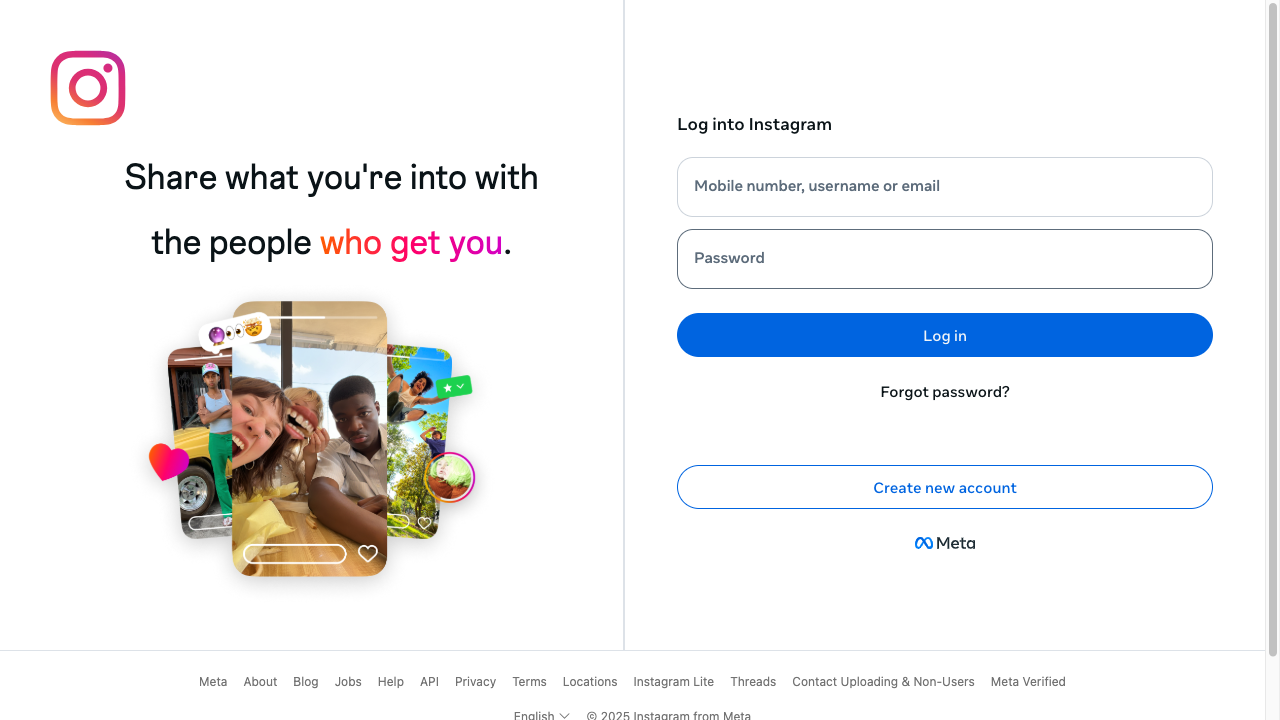 Share what you're into with
the people who get you.
Log into Instagram
Mobile number, username or email
Password
Log in
Forgot password?
Create new account
Meta
Meta About Blog Jobs Help API Privacy Terms Locations Instagram Lite Threads Contact Uploading & Non-Users Meta Verified
English © 2025 Instagram from Meta